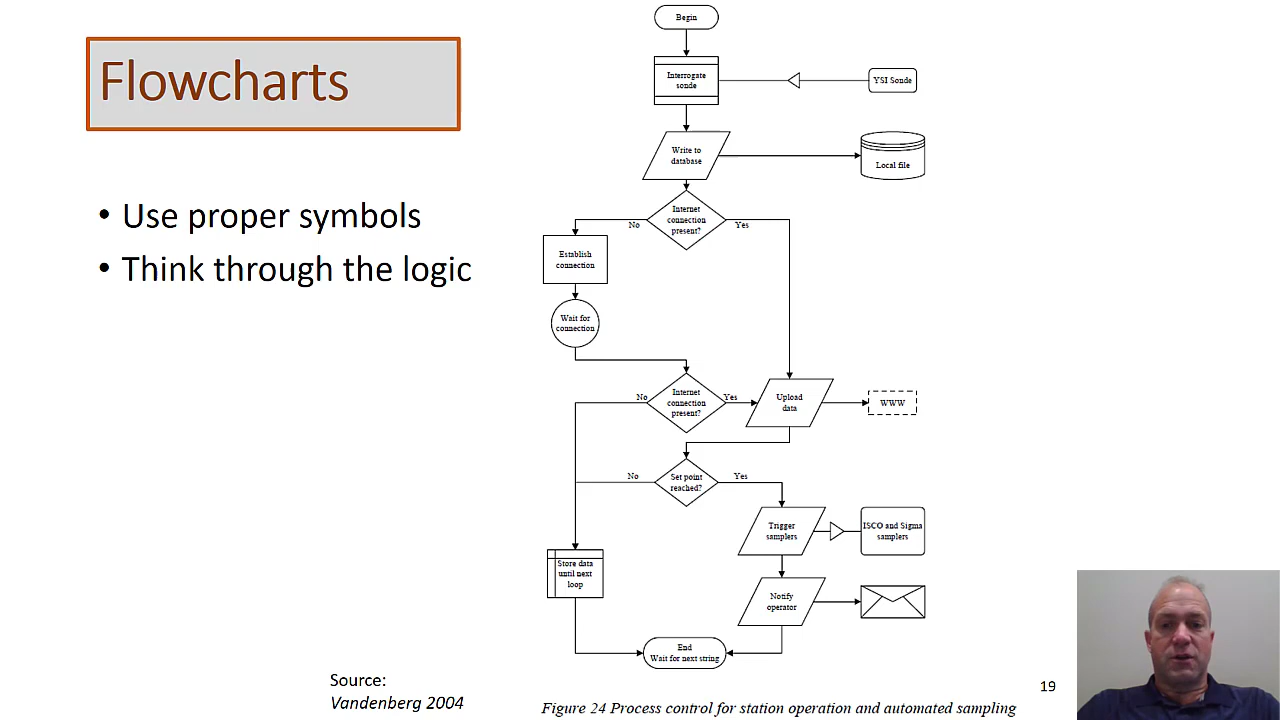 Flowcharts
• Use proper symbols
• Think through the logic
Begin
Interrogate
sonde
YSI Sonde
Write to
database
Local file
Internet
connection
present?
No
Yes
Establish
connection
Wait for
connection
Internet
connection
present?
No
Yes
Upload
data
WWW
Set point
reached?
No
Yes
Trigger
samplers
ISCO and Sigma
samplers
Store data
until next
loop
Notify
operator
End
Wait for next string
Source:
Vandenberg 2004
19
Figure 24 Process control for station operation and automated sampling